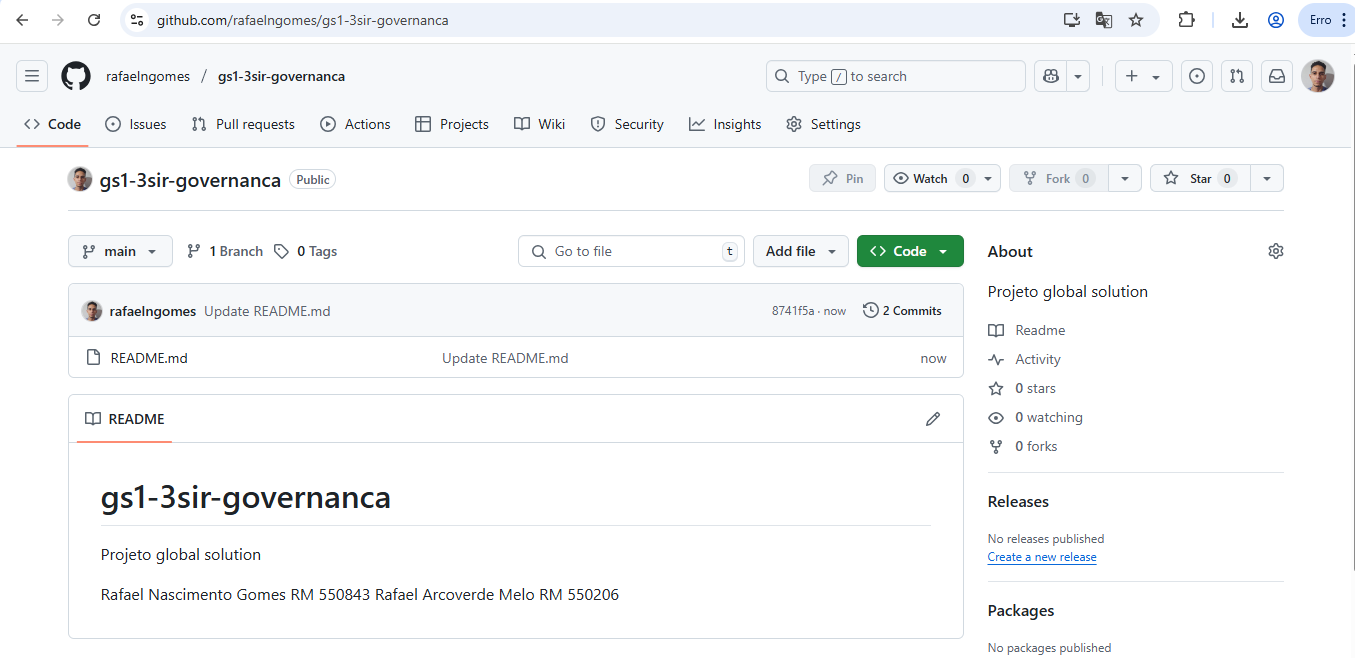 github.com/rafaelngomes/gs1-3sir-governanca
Erro
rafaelngomes / gs1-3sir-governanca
Type / to search
Code Issues Pull requests Actions Projects Wiki Security Insights Settings
gs1-3sir-governanca Public
Pin Watch 0 Fork 0 Star 0
main 1 Branch 0 Tags Go to file t Add file Code
rafaelngomes Update README.md 8741f5a · now 2 Commits
README.md Update README.md now
README
gs1-3sir-governanca
Projeto global solution
Rafael Nascimento Gomes RM 550843 Rafael Arcoverde Melo RM 550206
About
Projeto global solution
Readme
Activity
0 stars
0 watching
0 forks
Releases
No releases published
Create a new release
Packages
No packages published